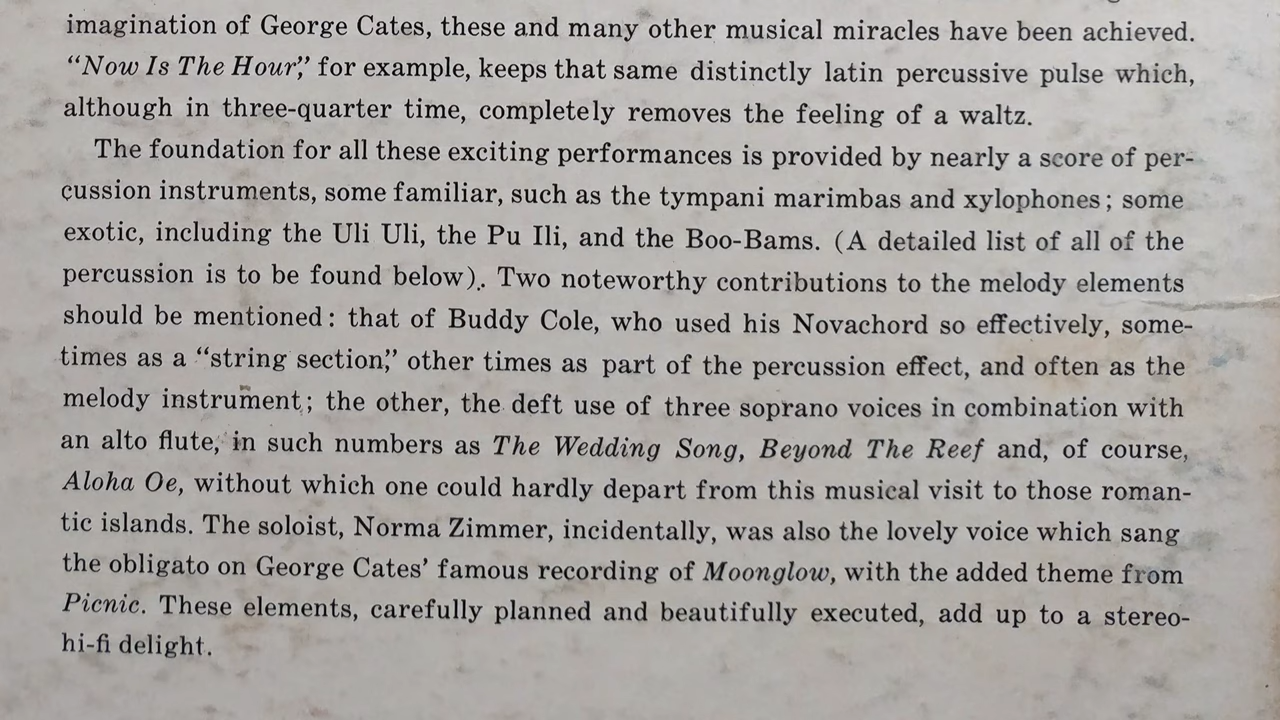 imagination of George Cates, these and many other musical miracles have been achieved.
“Now Is The Hour,” for example, keeps that same distinctly latin percussive pulse which,
although in three-quarter time, completely removes the feeling of a waltz.
The foundation for all these exciting performances is provided by nearly a score of per-
cussion instruments, some familiar, such as the tympani marimbas and xylophones; some
exotic, including the Uli Uli, the Pu Ili, and the Boo-Bams. (A detailed list of all of the
percussion is to be found below). Two noteworthy contributions to the melody elements
should be mentioned: that of Buddy Cole, who used his Novachord so effectively, some-
times as a “string section,” other times as part of the percussion effect, and often as the
melody instrument; the other, the deft use of three soprano voices in combination with
an alto flute, in such numbers as The Wedding Song, Beyond The Reef and, of course,
Aloha Oe, without which one could hardly depart from this musical visit to those roman-
tic islands. The soloist, Norma Zimmer, incidentally, was also the lovely voice which sang
the obligato on George Cates’ famous recording of Moonglow, with the added theme from
Picnic. These elements, carefully planned and beautifully executed, add up to a stereo-
hi-fi delight.